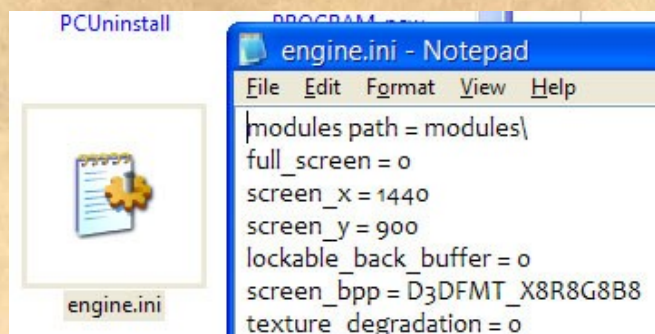 PCUninstall
PROGRAM
engine.ini
engine.ini - Notepad
File Edit Format View Help
modules path = modules\
full_screen = 0
screen_x = 1440
screen_y = 900
lockable_back_buffer = 0
screen_bpp = D3DFMT_X8R8G8B8
texture_degradation = 0